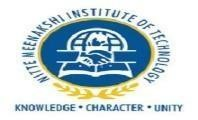 NITTE MEENAKSHI INSTITUTE OF TECHNOLOGY
KNOWLEDGE • CHARACTER • UNITY